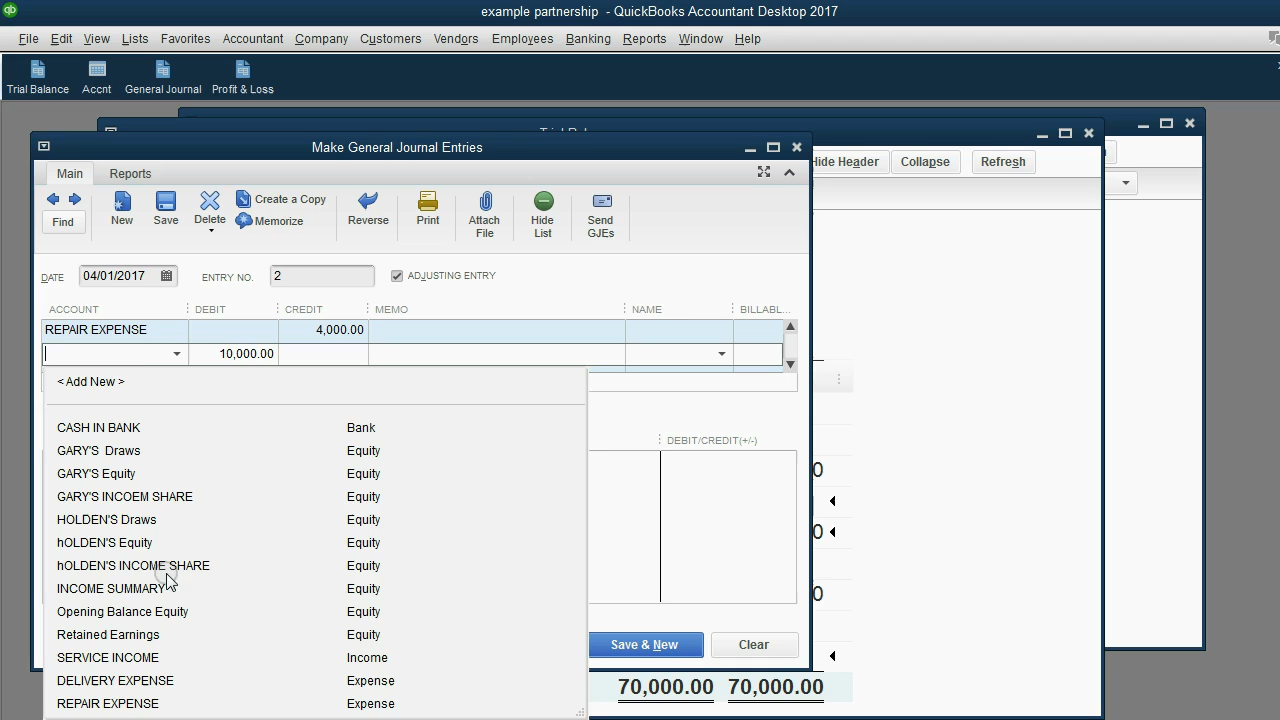 example partnership - QuickBooks Accountant Desktop 2017
File Edit View Lists Favorites Accountant Company Customers Vendors Employees Banking Reports Window Help
Trial Balance Accnt General Journal Profit & Loss
Make General Journal Entries
Hide Header Collapse Refresh
Main Reports
Find New Save Delete Create a Copy Memorize Reverse Print Attach File Hide List Send GJEs
DATE 04/01/2017 ENTRY NO. 2 ADJUSTING ENTRY
ACCOUNT DEBIT CREDIT MEMO NAME BILLABL...
REPAIR EXPENSE 4,000.00
10,000.00
< Add New >
CASH IN BANK Bank
GARY'S Draws Equity
DEBIT/CREDIT(+/-)
GARY'S Equity Equity
GARY'S INCOEM SHARE Equity
HOLDEN'S Draws Equity
hOLDEN'S Equity Equity
hOLDEN'S INCOME SHARE Equity
INCOME SUMMARY Equity
Opening Balance Equity Equity
Retained Earnings Equity
SERVICE INCOME Income
DELIVERY EXPENSE Expense
REPAIR EXPENSE Expense
Save & New Clear
70,000.00 70,000.00